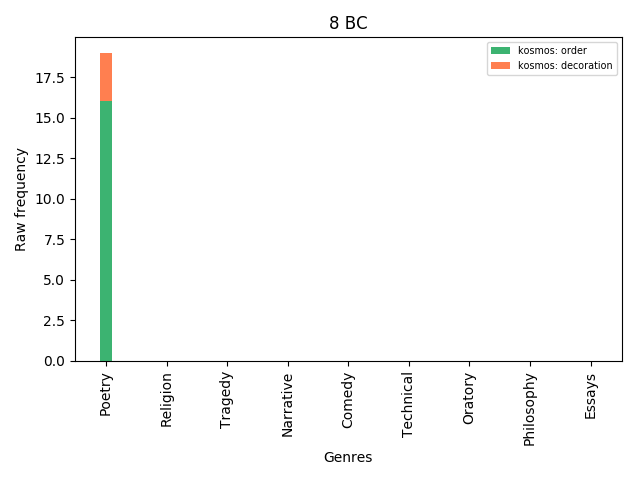 8 BC
kosmos: order
kosmos: decoration
Raw frequency
17.5
15.0
12.5
10.0
7.5
5.0
2.5
0.0
Poetry
Religion
Tragedy
Narrative
Comedy
Technical
Oratory
Philosophy
Essays
Genres